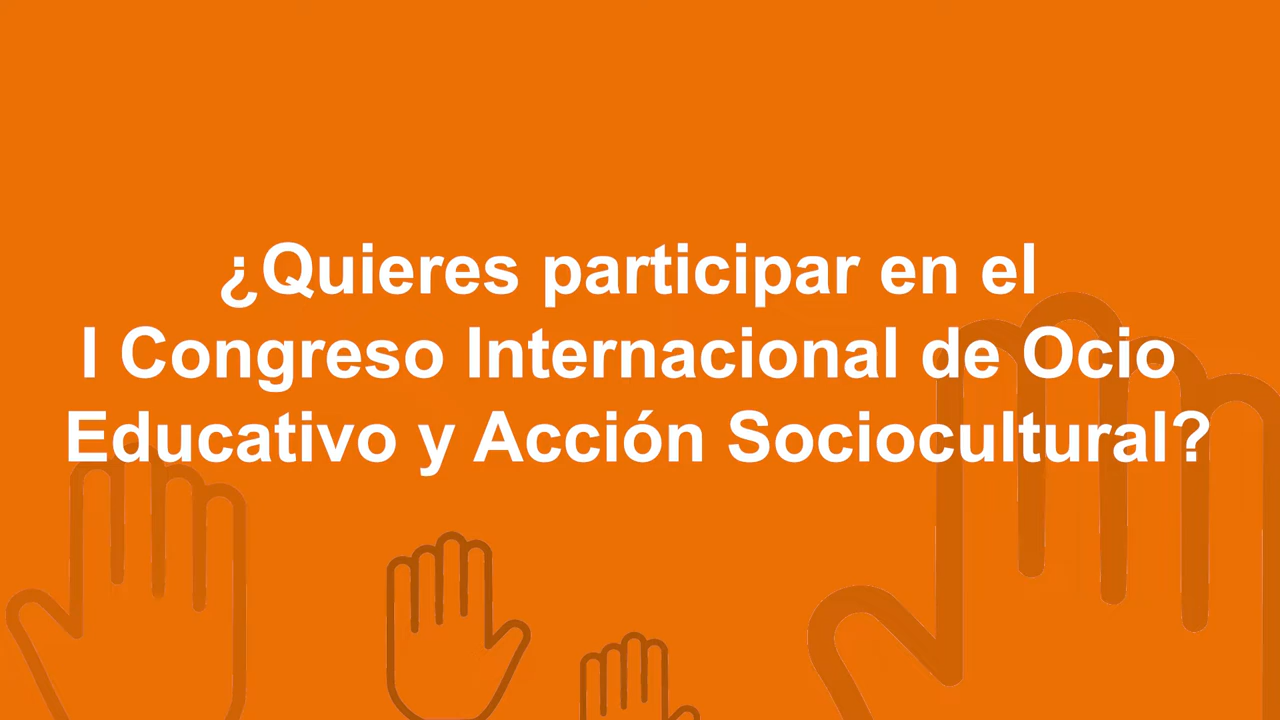 ¿Quieres participar en el
I Congreso Internacional de Ocio
Educativo y Acción Sociocultural?